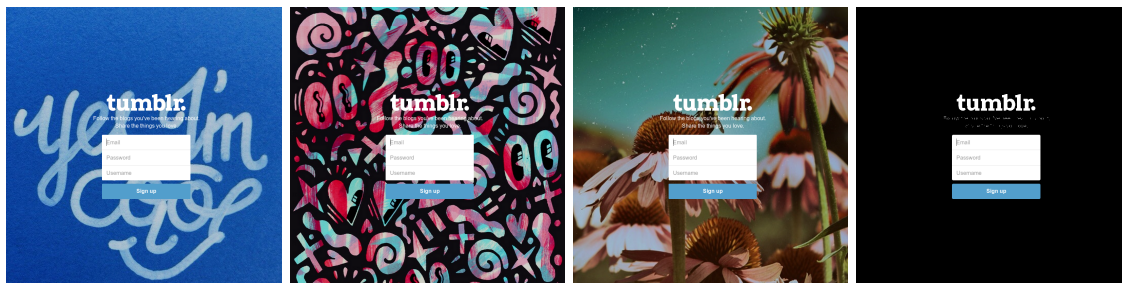 yes I'm
cool
tumblr.
Follow the blogs you've been hearing about.
Share the things you love.
Email
Password
Username
Sign up
tumblr.
Follow the blogs you've been hearing about.
Share the things you love.
Email
Password
Username
Sign up
tumblr.
Follow the blogs you've been hearing about.
Share the things you love.
Email
Password
Username
Sign up
tumblr.
Email
Password
Username
Sign up